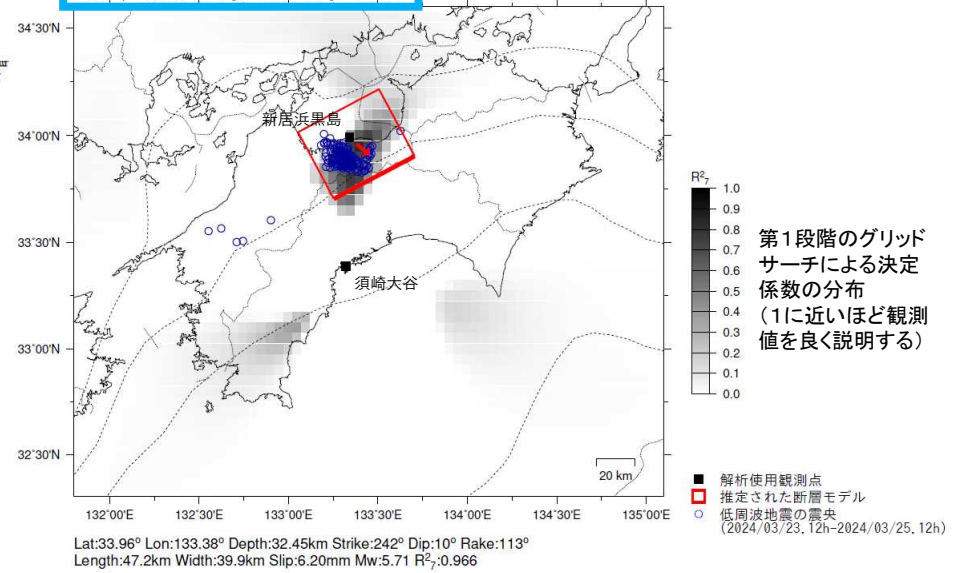 34°30'N
34°00'N
33°30'N
33°00'N
32°30'N
132°00'E
132°30'E
133°00'E
133°30'E
134°00'E
134°30'E
135°00'E
新居浜黒島
須崎大谷
20 km
R²₇
1.0
0.9
0.8
0.7
0.6
0.5
0.4
0.3
0.2
0.1
0.0
第1段階のグリッド
サーチによる決定
係数の分布
(1に近いほど観測
値を良く説明する)
解析使用観測点
推定された断層モデル
低周波地震の震央
(2024/03/23.12h-2024/03/25.12h)
Lat:33.96° Lon:133.38° Depth:32.45km Strike:242° Dip:10° Rake:113°
Length:47.2km Width:39.9km Slip:6.20mm Mw:5.71 R²₇:0.966